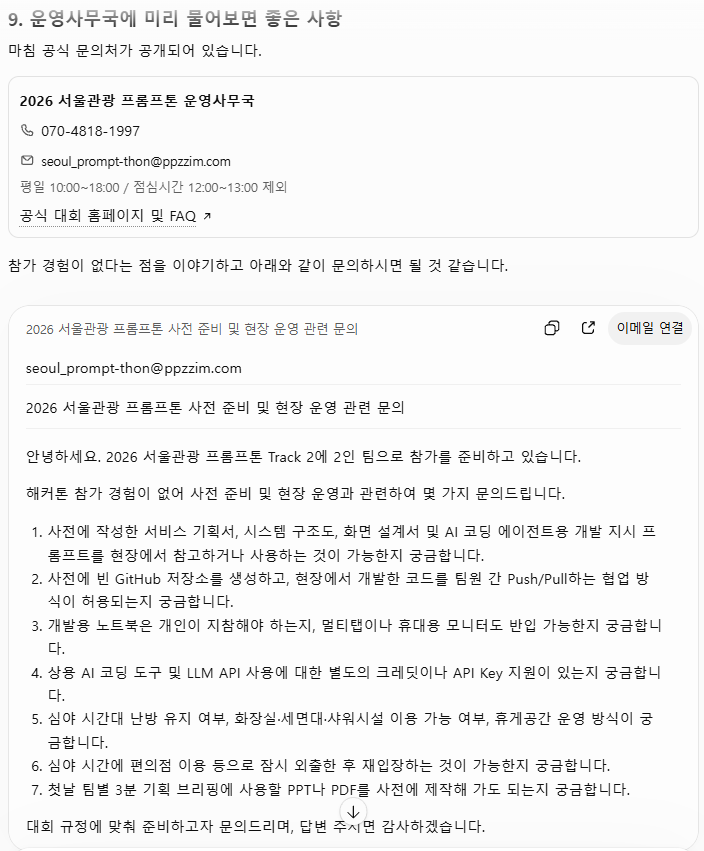 9. 운영사무국에 미리 물어보면 좋은 사항
마침 공식 문의처가 공개되어 있습니다.
2026 서울관광 프롬프톤 운영사무국
070-4818-1997
seoul_prompt-thon@ppzzim.com
평일 10:00~18:00 / 점심시간 12:00~13:00 제외
공식 대회 홈페이지 및 FAQ ↗
참가 경험이 없다는 점을 이야기하고 아래와 같이 문의하시면 될 것 같습니다.
2026 서울관광 프롬프톤 사전 준비 및 현장 운영 관련 문의
이메일 연결
seoul_prompt-thon@ppzzim.com
2026 서울관광 프롬프톤 사전 준비 및 현장 운영 관련 문의
안녕하세요. 2026 서울관광 프롬프톤 Track 2에 2인 팀으로 참가를 준비하고 있습니다.
해커톤 참가 경험이 없어 사전 준비 및 현장 운영과 관련하여 몇 가지 문의드립니다.
1. 사전에 작성한 서비스 기획서, 시스템 구조도, 화면 설계서 및 AI 코딩 에이전트용 개발 지시 프
롬프트를 현장에서 참고하거나 사용하는 것이 가능한지 궁금합니다.
2. 사전에 빈 GitHub 저장소를 생성하고, 현장에서 개발한 코드를 팀원 간 Push/Pull하는 협업 방
식이 허용되는지 궁금합니다.
3. 개발용 노트북은 개인이 지참해야 하는지, 멀티탭이나 휴대용 모니터도 반입 가능한지 궁금합니
다.
4. 상용 AI 코딩 도구 및 LLM API 사용에 대한 별도의 크레딧이나 API Key 지원이 있는지 궁금합니
다.
5. 심야 시간대 난방 유지 여부, 화장실·세면대·샤워시설 이용 가능 여부, 휴게공간 운영 방식이 궁
금합니다.
6. 심야 시간에 편의점 이용 등으로 잠시 외출한 후 재입장하는 것이 가능한지 궁금합니다.
7. 첫날 팀별 3분 기획 브리핑에 사용할 PPT나 PDF를 사전에 제작해 가도 되는지 궁금합니다.
대회 규정에 맞춰 준비하고자 문의드리며, 답변 주시면 감사하겠습니다.